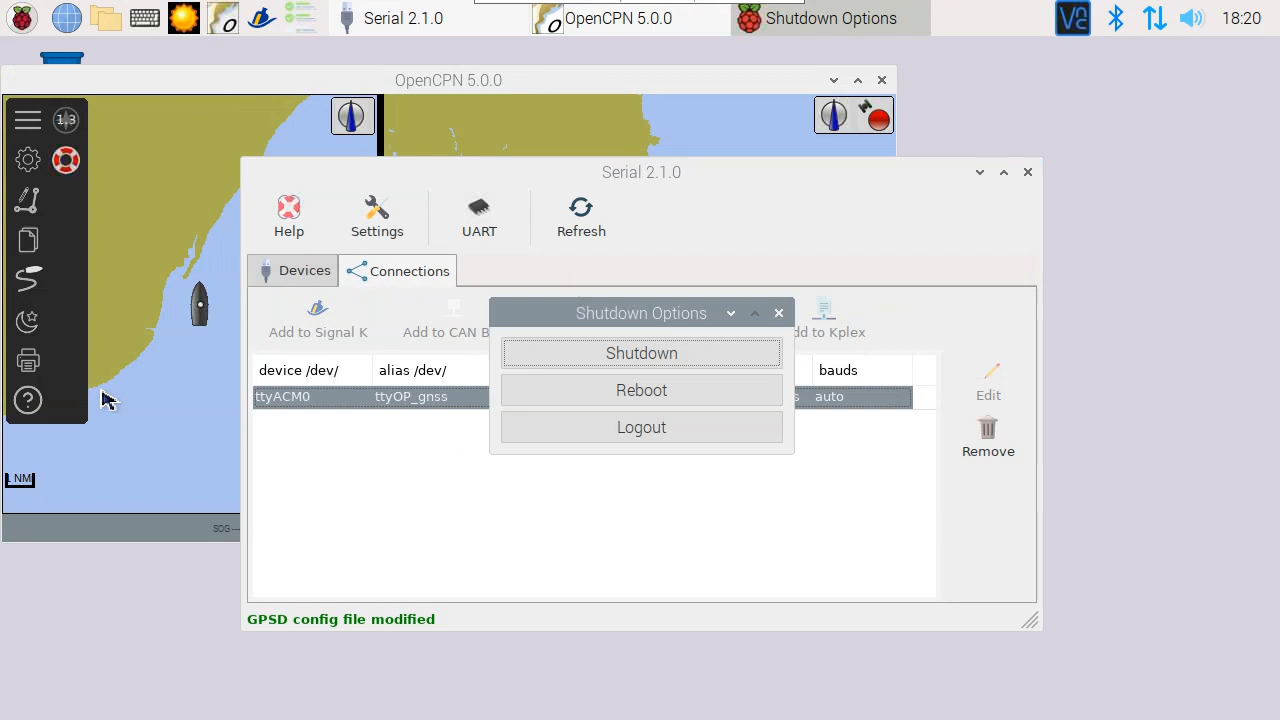 Serial 2.1.0
OpenCPN 5.0.0
Shutdown Optio
18:20
OpenCPN 5.0.0
Serial 2.1.0
Help
Settings
UART
Refresh
Devices
Connections
Add to Signal K
Add to CAN B
dd to Kplex
Shutdown Options
Shutdown
Reboot
Logout
device /dev/
alias /dev/
bauds
ttyACM0
ttyOP_gnss
s
auto
Edit
Remove
1 NM
SOG ---
GPSD config file modified